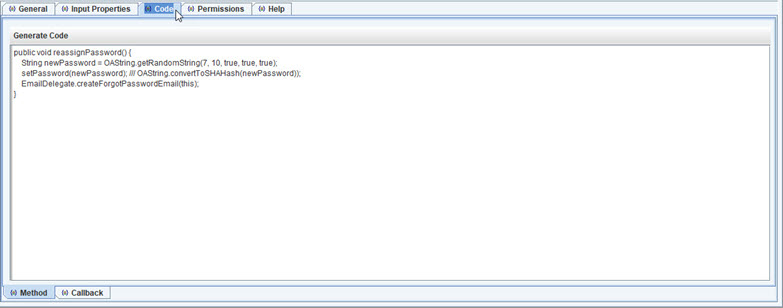 General Input Properties Code Permissions Help
Generate Code
public void reassignPassword() {
    String newPassword = OAString.getRandomString(7, 10, true, true, true);
    setPassword(newPassword); /// OAString.convertToSHAHash(newPassword));
    EmailDelegate.createForgotPasswordEmail(this);
}
Method Callback